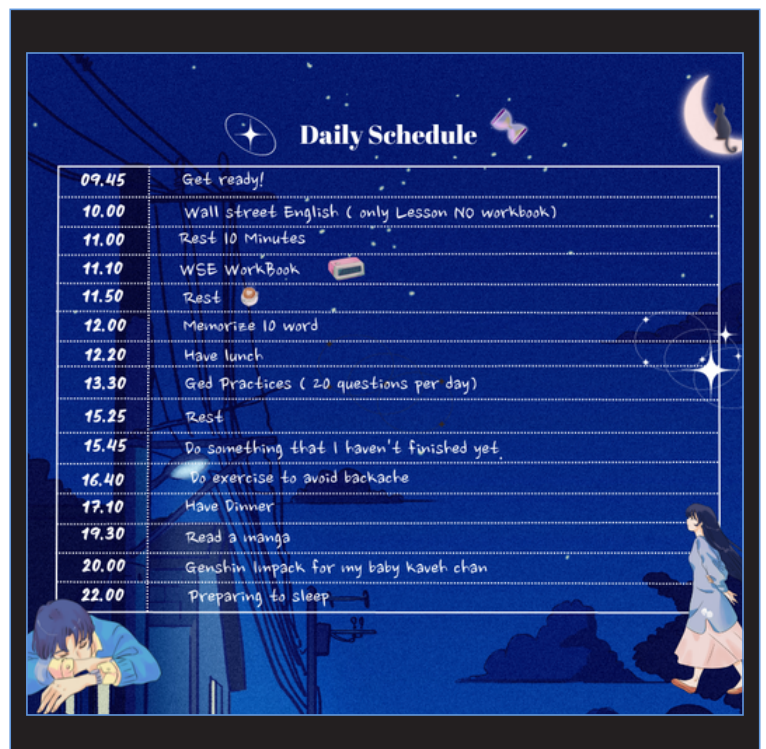 Daily Schedule
09.45 Get ready!
10.00 Wall street English ( only Lesson NO workbook)
11.00 Rest 10 Minutes
11.10 WSE WorkBook
11.50 Rest
12.00 Memorize 10 word
12.20 Have lunch
13.30 Ged Practices ( 20 questions per day)
15.25 Rest
15.45 Do something that I haven't finished yet.
16.40 Do exercise to avoid backache
17.10 Have Dinner
19.30 Read a manga
20.00 Genshin Impack for my baby kaveh chan
22.00 Preparing to sleep